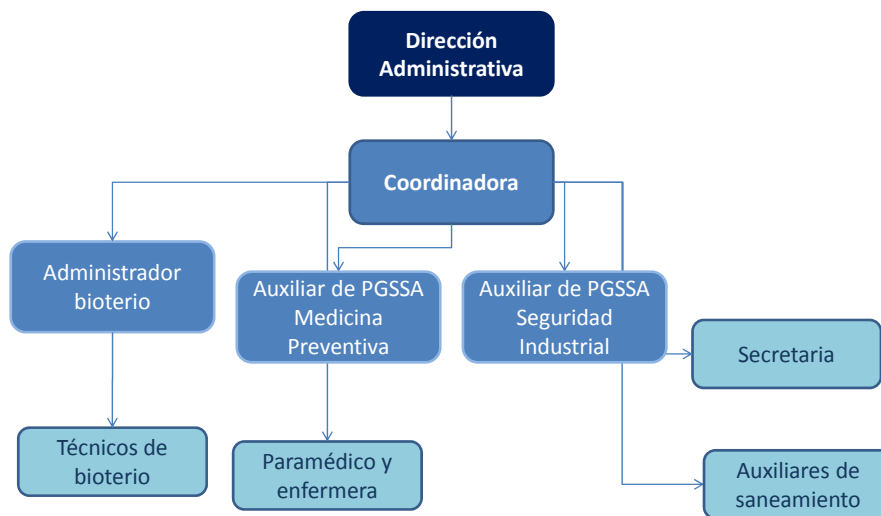 Dirección
Administrativa
Coordinadora
Administrador
bioterio
Auxiliar de PGSSA
Medicina
Preventiva
Auxiliar de PGSSA
Seguridad
Industrial
Secretaria
Técnicos de
bioterio
Paramédico y
enfermera
Auxiliares de
saneamiento